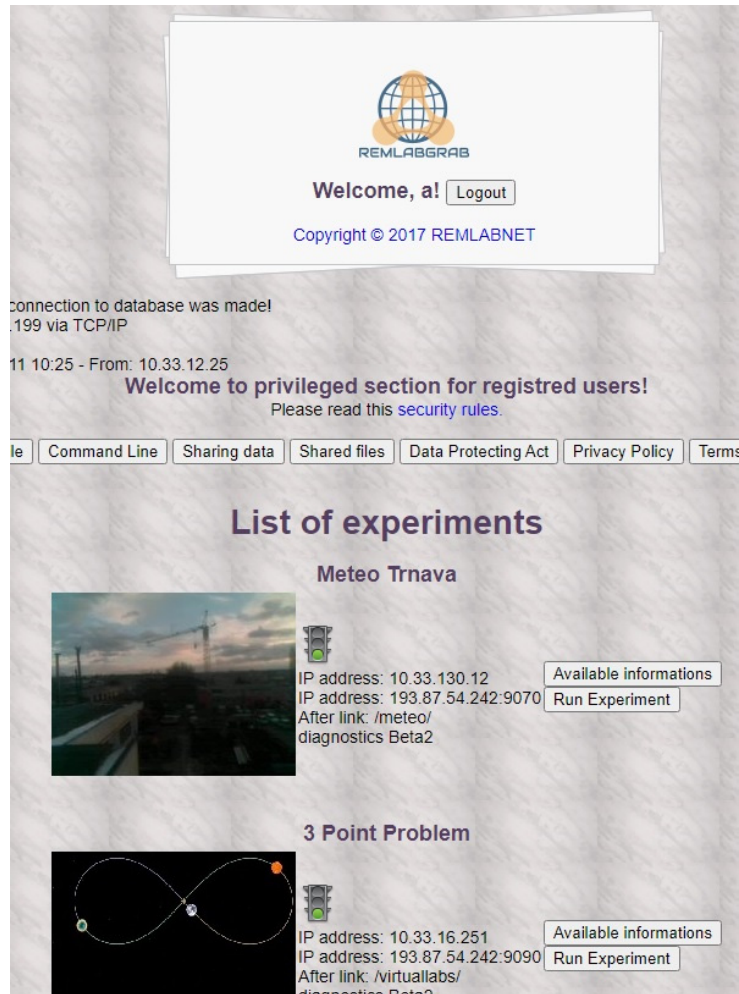 REMLABGRAB
Welcome, a! Logout
Copyright © 2017 REMLABNET
connection to database was made!
.199 via TCP/IP
11 10:25 - From: 10.33.12.25
Welcome to privileged section for registred users!
Please read this security rules.
le Command Line Sharing data Shared files Data Protecting Act Privacy Policy Terms
List of experiments
Meteo Trnava
IP address: 10.33.130.12 Available informations
IP address: 193.87.54.242:9070 Run Experiment
After link: /meteo/
diagnostics Beta2
3 Point Problem
IP address: 10.33.16.251 Available informations
IP address: 193.87.54.242:9090 Run Experiment
After link: /virtuallabs/
diagnostics Beta2